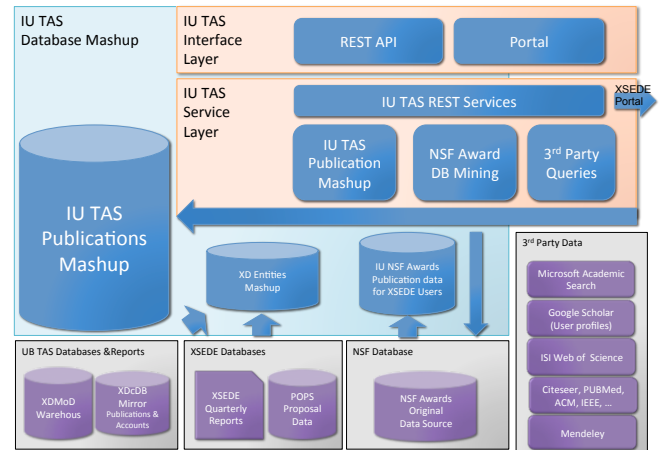 IU TAS
Database Mashup
IU TAS
Interface
Layer
REST API
Portal
IU TAS
Service
Layer
IU TAS REST Services
XSEDE
Portal
IU TAS
Publication
Mashup
NSF Award
DB Mining
3rd Party
Queries
IU TAS
Publications
Mashup
XD Entities
Mashup
IU NSF Awards
Publication data
for XSEDE Users
3rd Party Data
Microsoft Academic
Search
Google Scholar
(User profiles)
ISI Web of Science
Citeseer, PUBMed,
ACM, IEEE, ...
Mendeley
UB TAS Databases &Reports
XDMoD
Warehous
XDcDB
Mirror
Publications &
Accounts
XSEDE Databases
XSEDE
Quarterly
Reports
POPS
Proposal
Data
NSF Database
NSF Awards
Original
Data Source